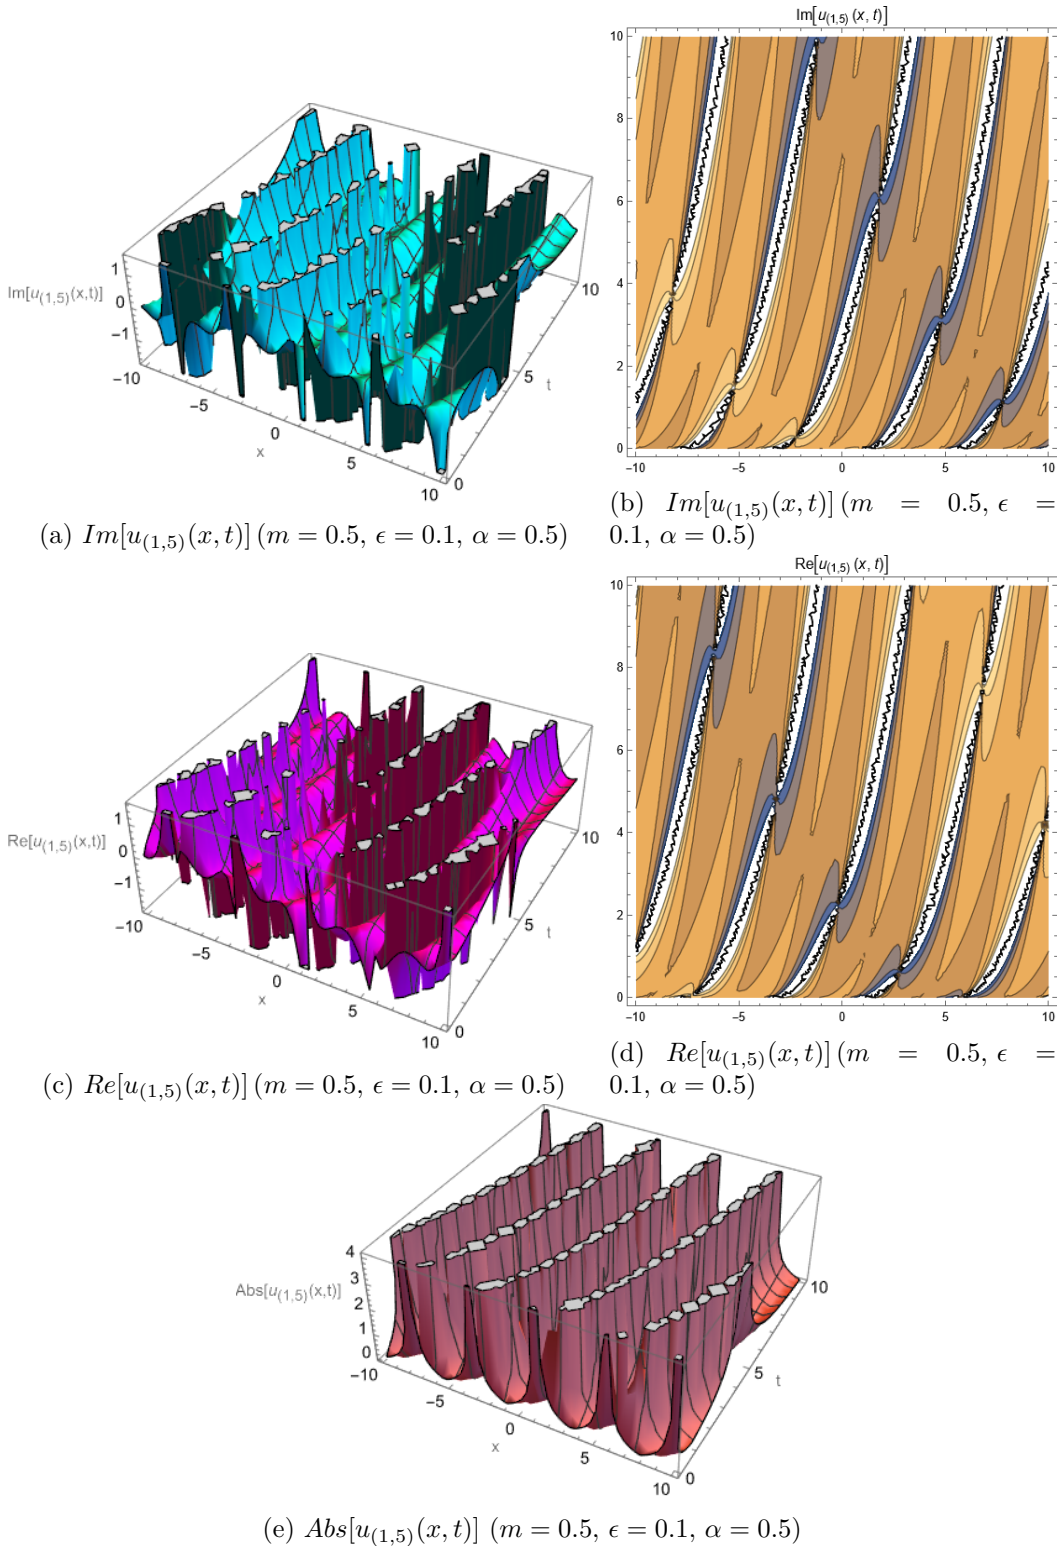 Im[u(1,5)(x,t)]
1
0
-1
-10
-5
0
5
10
x
0
5
10
t
(a) Im[u(1,5)(x, t)] (m = 0.5, ϵ = 0.1, α = 0.5)
Im[u(1,5)(x, t)]
10
8
6
4
2
0
-10 -5 0 5 10
(b) Im[u(1,5)(x, t)] (m = 0.5, ϵ =
0.1, α = 0.5)
Re[u(1,5)(x,t)]
1
0
-1
-10
-5
0
5
10
x
0
5
10
t
(c) Re[u(1,5)(x, t)] (m = 0.5, ϵ = 0.1, α = 0.5)
Re[u(1,5)(x, t)]
10
8
6
4
2
0
-10 -5 0 5 10
(d) Re[u(1,5)(x, t)] (m = 0.5, ϵ =
0.1, α = 0.5)
Abs[u(1,5)(x,t)]
4
3
2
1
0
-10
-5
0
5
10
x
0
5
10
t
(e) Abs[u(1,5)(x, t)] (m = 0.5, ϵ = 0.1, α = 0.5)